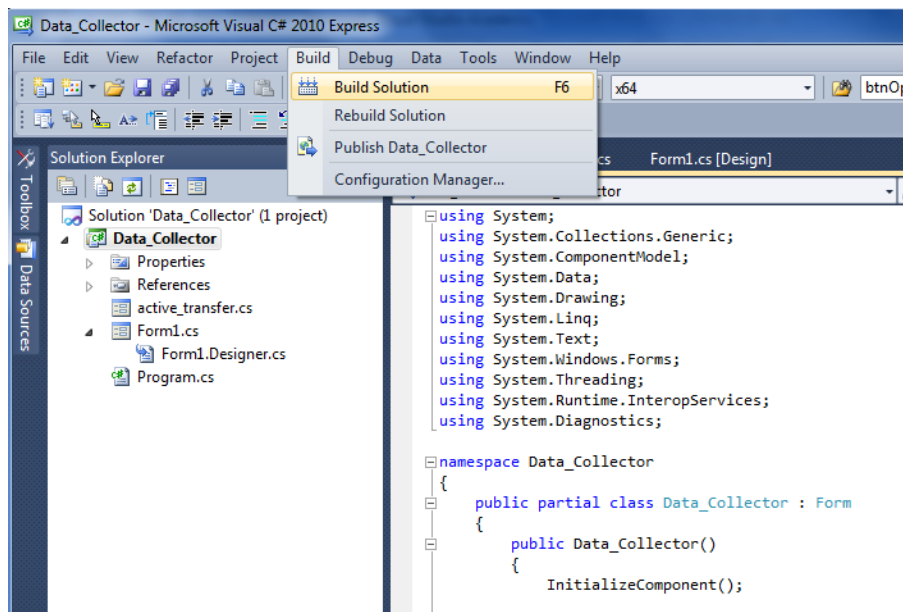 Data_Collector - Microsoft Visual C# 2010 Express
File Edit View Refactor Project Build Debug Data Tools Window Help
Build Solution F6
x64
btnOp
Rebuild Solution
Publish Data_Collector
Configuration Manager...
Solution Explorer
cs Form1.cs [Design]
Toolbox
Data Sources
Solution 'Data_Collector' (1 project)
Data_Collector
Properties
References
active_transfer.cs
Form1.cs
Form1.Designer.cs
Program.cs
using System;
using System.Collections.Generic;
using System.ComponentModel;
using System.Data;
using System.Drawing;
using System.Linq;
using System.Text;
using System.Windows.Forms;
using System.Threading;
using System.Runtime.InteropServices;
using System.Diagnostics;
namespace Data_Collector
{
public partial class Data_Collector : Form
{
public Data_Collector()
{
InitializeComponent();